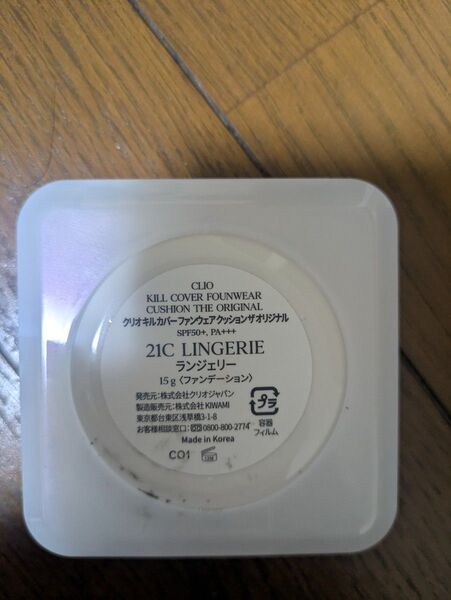 CLIO
KILL COVER FOUNWEAR
CUSHION THE ORIGINAL
クリオ キル カバー ファンウェア クッション ザ オリジナル
SPF50+, PA+++
21C LINGERIE
ランジェリー
15 g 〈ファンデーション〉
発売元:株式会社クリオジャパン
製造販売元:株式会社 KIWAMI
東京都台東区浅草橋3-1-8
お客様相談窓口: 0800-800-2774
Made in Korea
プラ
容器
フィルム
CO1
12M